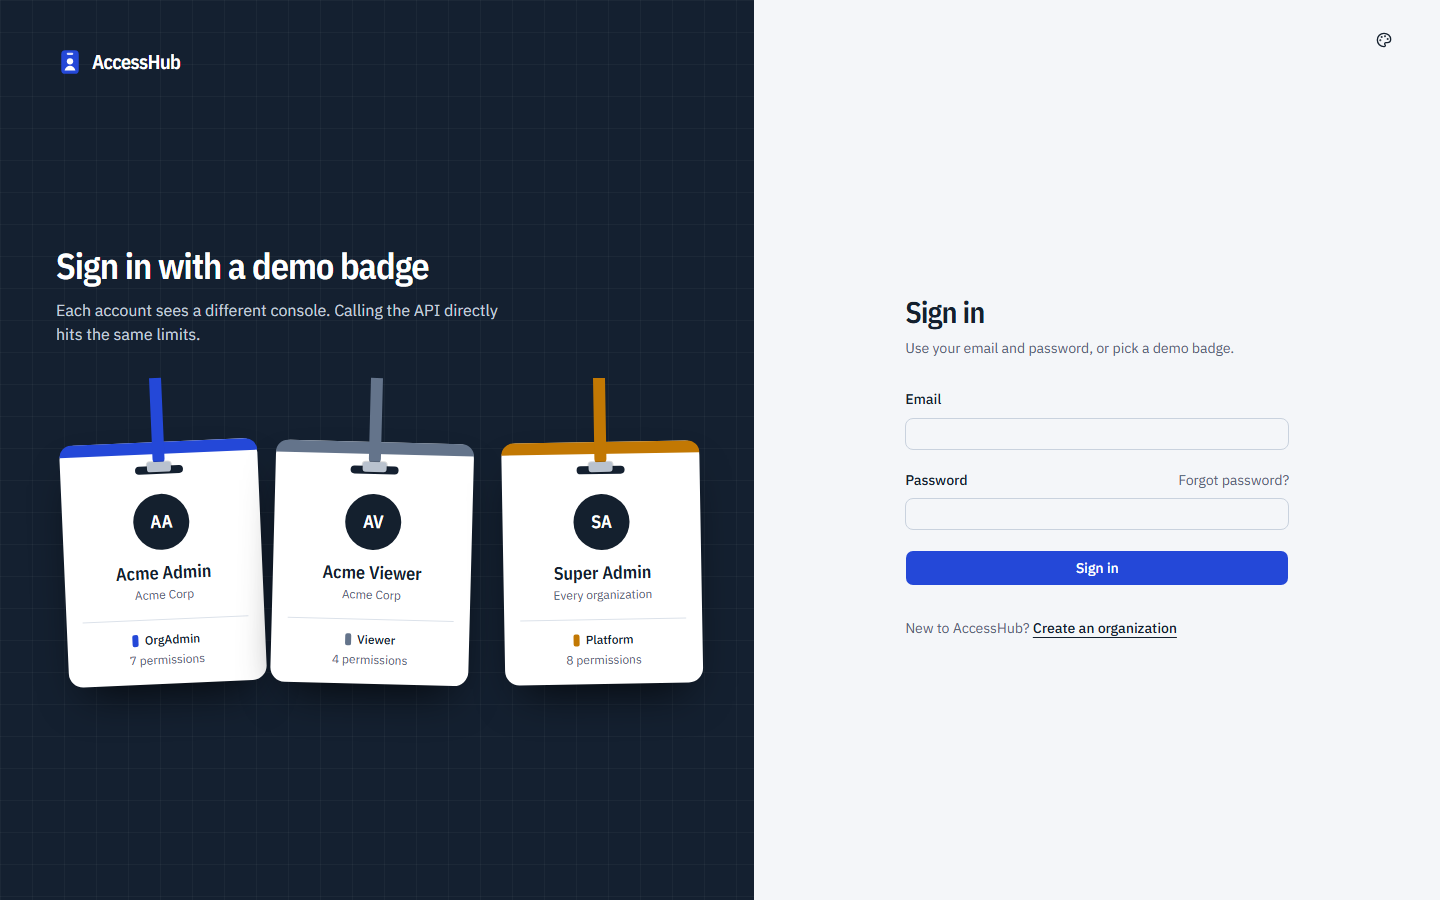 AccessHub
Sign in with a demo badge
Each account sees a different console. Calling the API directly
hits the same limits.
AA
Acme Admin
Acme Corp
OrgAdmin
7 permissions
AV
Acme Viewer
Acme Corp
Viewer
4 permissions
SA
Super Admin
Every organization
Platform
8 permissions
Sign in
Use your email and password, or pick a demo badge.
Email
Password
Forgot password?
Sign in
New to AccessHub? Create an organization